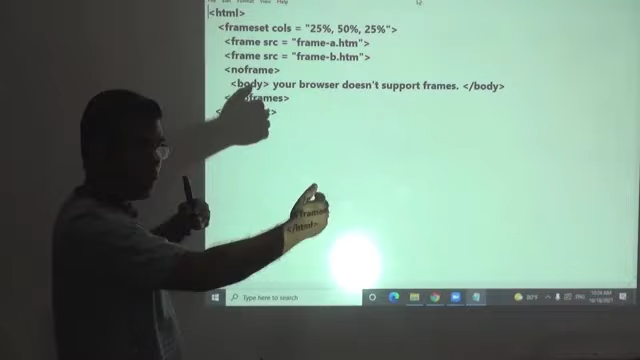 <html>
<frameset cols = "25%, 50%, 25%">
<frame src = "frame-a.htm">
<frame src = "frame-b.htm">
<noframe>
<body> your browser doesn't support frames. </body>
frames>
</html>
Type here to search